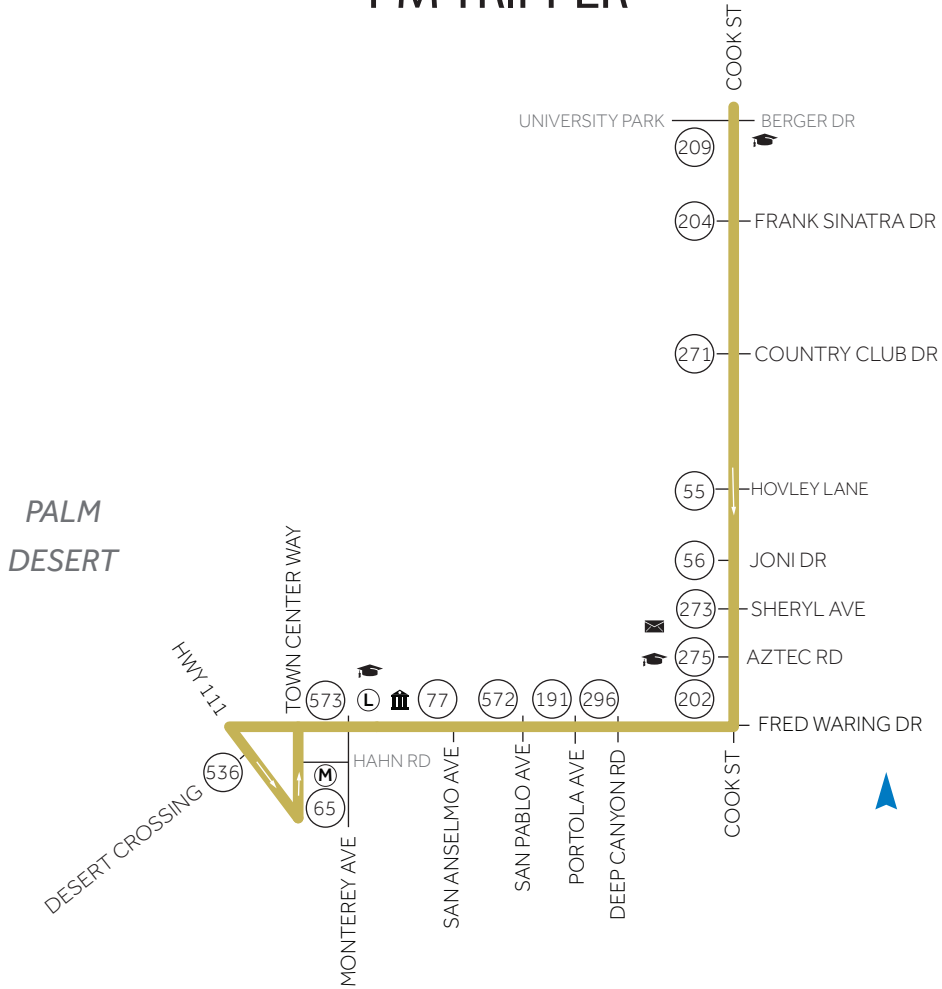 PM TRIPPER
COOK ST
UNIVERSITY PARK
BERGER DR
209
204
FRANK SINATRA DR
271
COUNTRY CLUB DR
55
HOVLEY LANE
PALM
DESERT
56
JONI DR
273
SHERYL AVE
275
AZTEC RD
HWY 111
TOWN CENTER WAY
573
L
77
572
191
296
202
FRED WARING DR
536
DESERT CROSSING
HAHN RD
M
65
MONTEREY AVE
SAN ANSELMO AVE
SAN PABLO AVE
PORTOLA AVE
DEEP CANYON RD
COOK ST